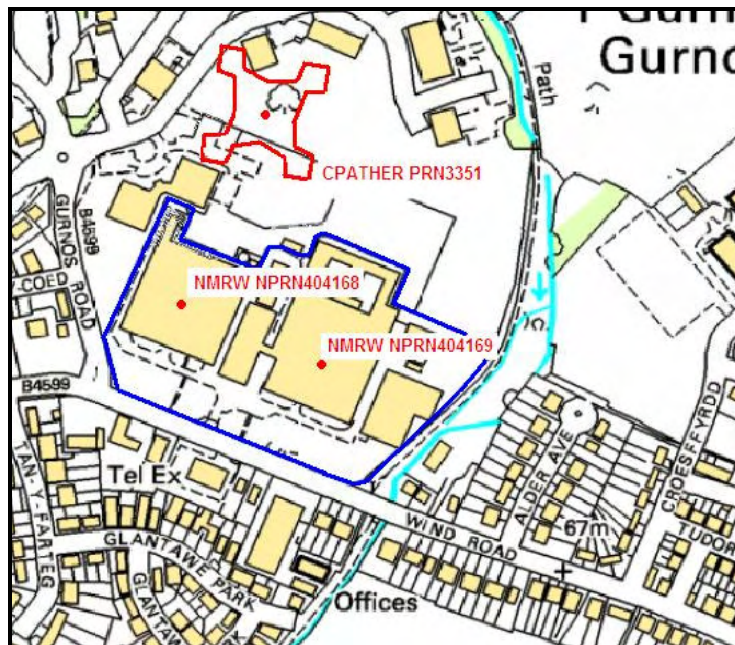 Gurnos
Path
CPATHER PRN3351
GURNOS ROAD
B4599
Y-COED
NMRW NPRN404168
NMRW NPRN404169
B4599
TAN-Y-FARTEG
Tel Ex
GLANTAWE PARK
GLANTAW
Offices
WIND ROAD
ALDER AVE
67m
CROESFFYRDD
TUDOR